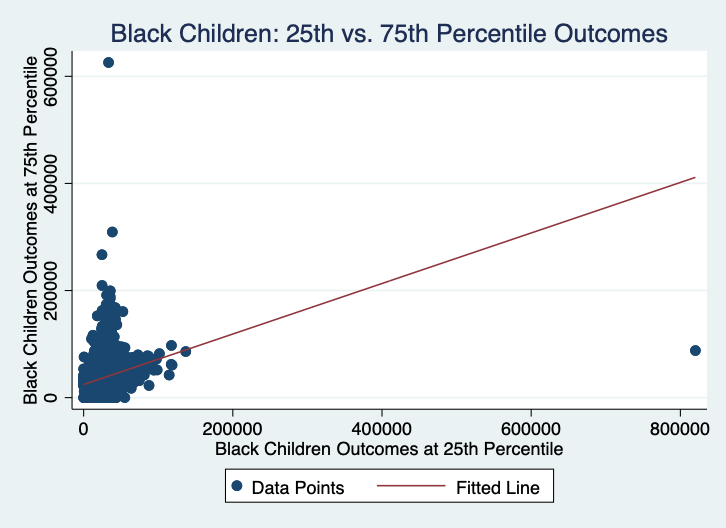 Black Children: 25th vs. 75th Percentile Outcomes
Black Children Outcomes at 75th Percentile
600000
400000
200000
0
0
200000
400000
600000
800000
Black Children Outcomes at 25th Percentile
Data Points
Fitted Line